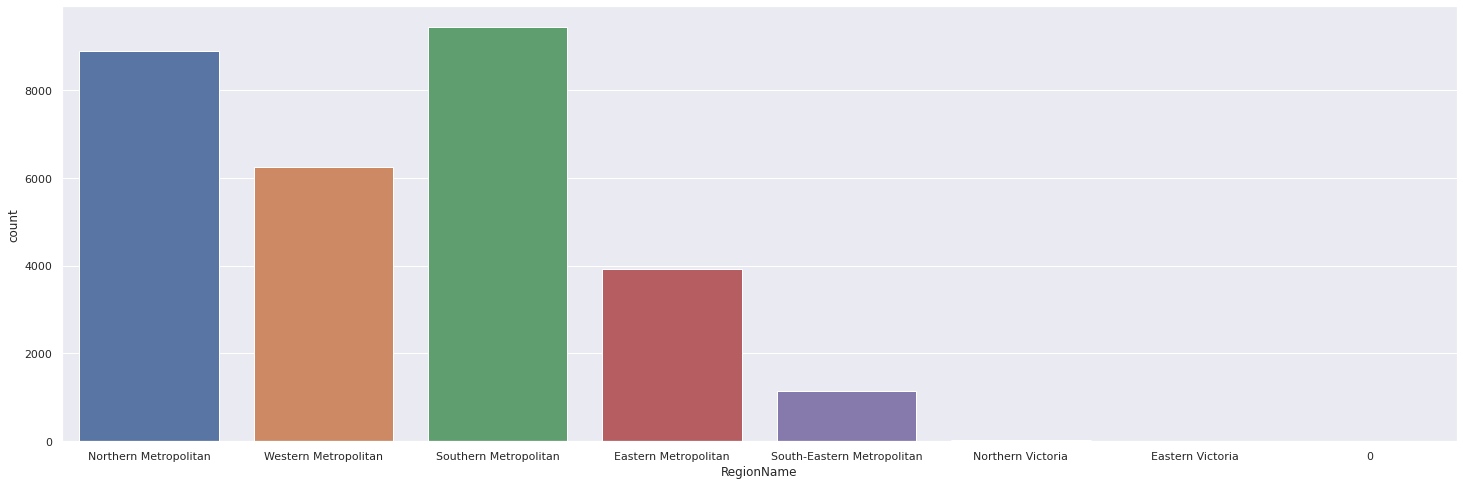 8000
6000
4000
2000
0
count
Northern Metropolitan
Western Metropolitan
Southern Metropolitan
Eastern Metropolitan
South-Eastern Metropolitan
Northern Victoria
Eastern Victoria
0
RegionName